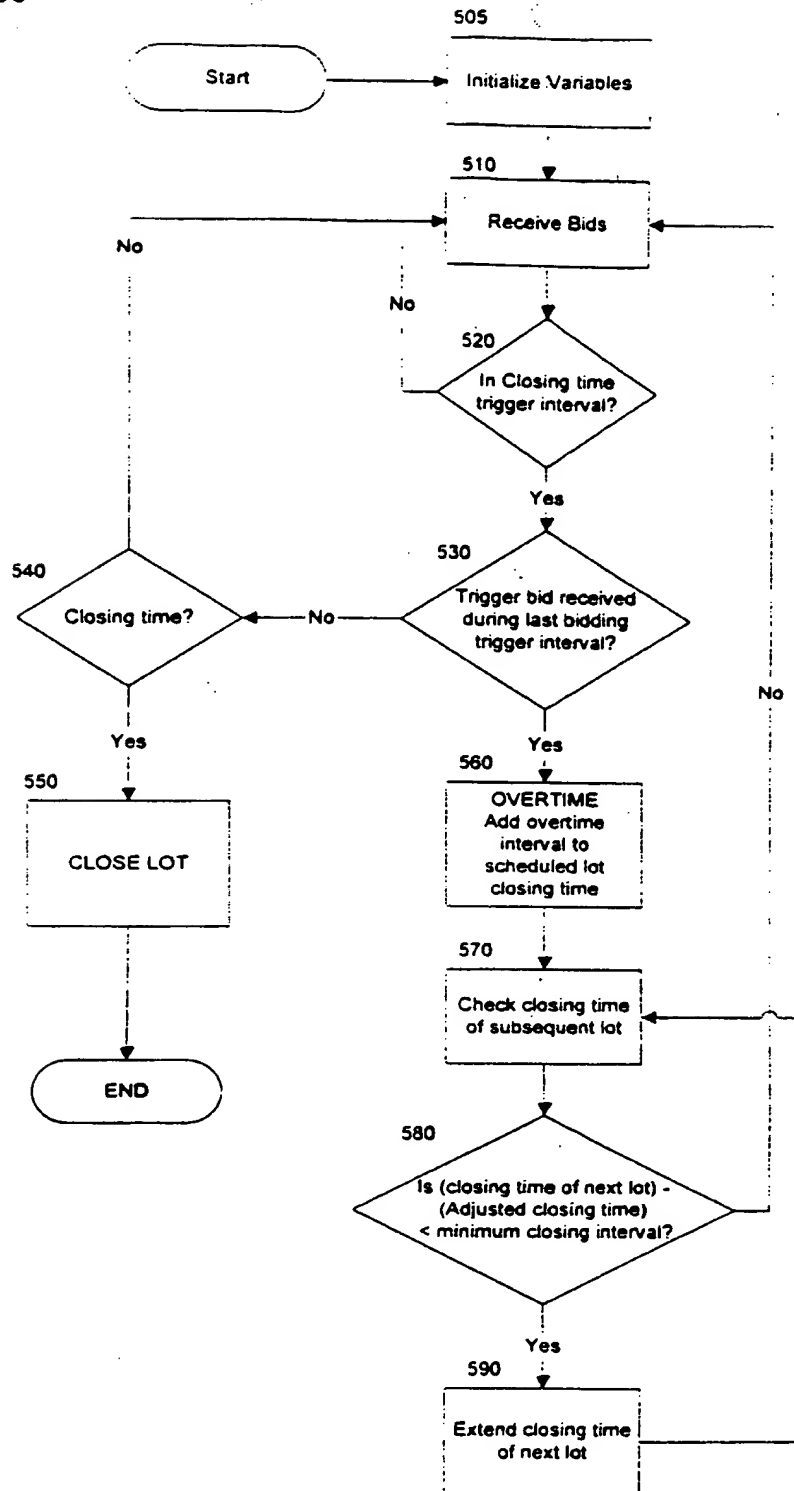 505
Start
Initialize Variables
510
Receive Bids
No
No
520
In Closing time
trigger interval?
Yes
530
Trigger bid received
during last bidding
trigger interval?
540
Closing time?
No
No
Yes
Yes
550
CLOSE LOT
560
OVERTIME
Add overtime
interval to
scheduled lot
closing time
570
Check closing time
of subsequent lot
END
580
Is (closing time of next lot) -
(Adjusted closing time)
< minimum closing interval?
Yes
590
Extend closing time
of next lot